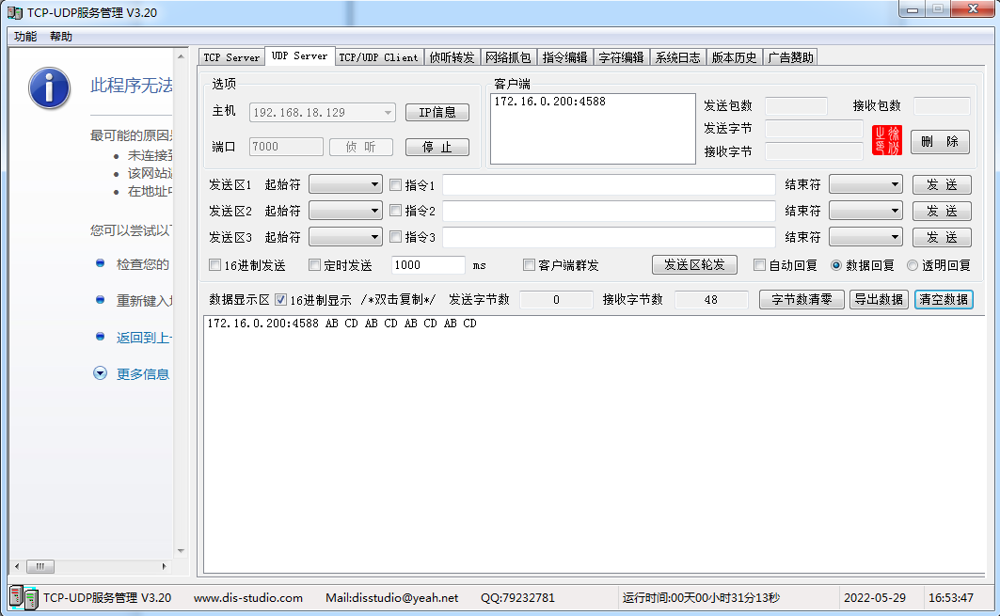 TCP-UDP服务管理 V3.20
功能 帮助
此程序无法
最可能的原因是
未连接到
该网站遇
在地址中
您可以尝试以下
检查您的
重新键入地
返回到上一
更多信息
TCP Server UDP Server TCP/UDP Client 侦听转发 网络抓包 指令编辑 字符编辑 系统日志 版本历史 广告赞助
选项
主机 192.168.18.129 IP信息
端口 7000 侦 听 停 止
客户端
172.16.0.200:4588
发送包数 接收包数
发送字节
接收字节
删 除
发送区1 起始符 指令1 结束符 发 送
发送区2 起始符 指令2 结束符 发 送
发送区3 起始符 指令3 结束符 发 送
16进制发送 定时发送 1000 ms 客户端群发 发送区轮发 自动回复 数据回复 透明回复
数据显示区 16进制显示 /*双击复制*/ 发送字节数 0 接收字节数 48 字节数清零 导出数据 清空数据
172.16.0.200:4588 AB CD AB CD AB CD AB CD
TCP-UDP服务管理 V3.20 www.dis-studio.com Mail:disstudio@yeah.net QQ:79232781 运行时间:00天00小时31分13秒 2022-05-29 16:53:47